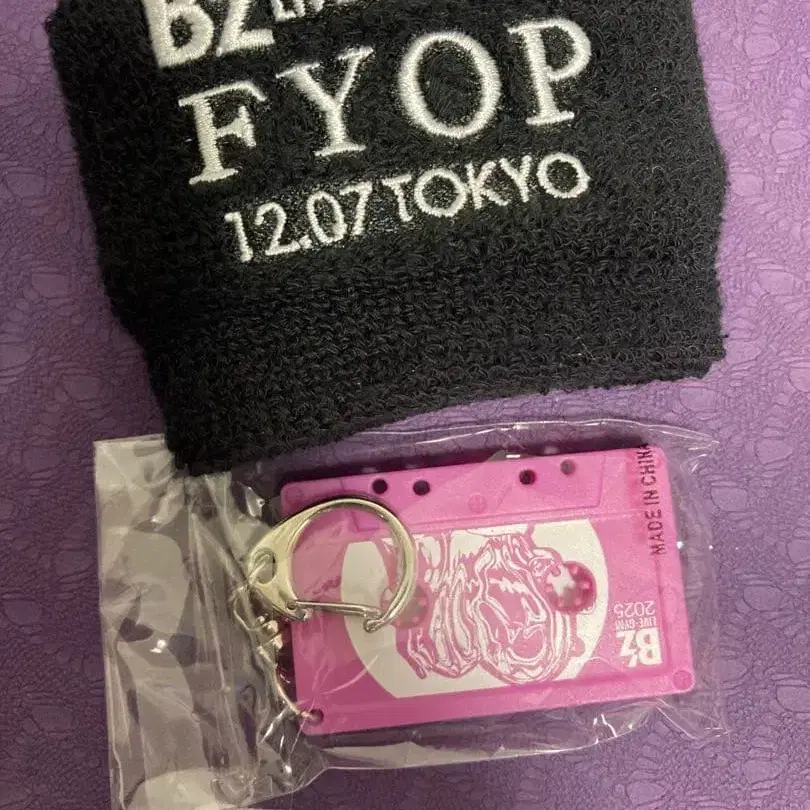 B'z
FYOP
12.07 TOKYO
MADE IN CHINA
B'z
LIVE-GYM
2025